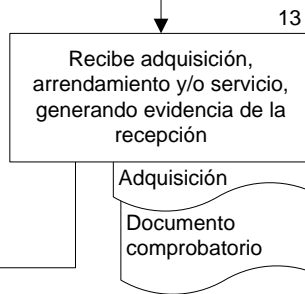 13
Recibe adquisición,
arrendamiento y/o servicio,
generando evidencia de la
recepción
Adquisición
Documento
comprobatorio